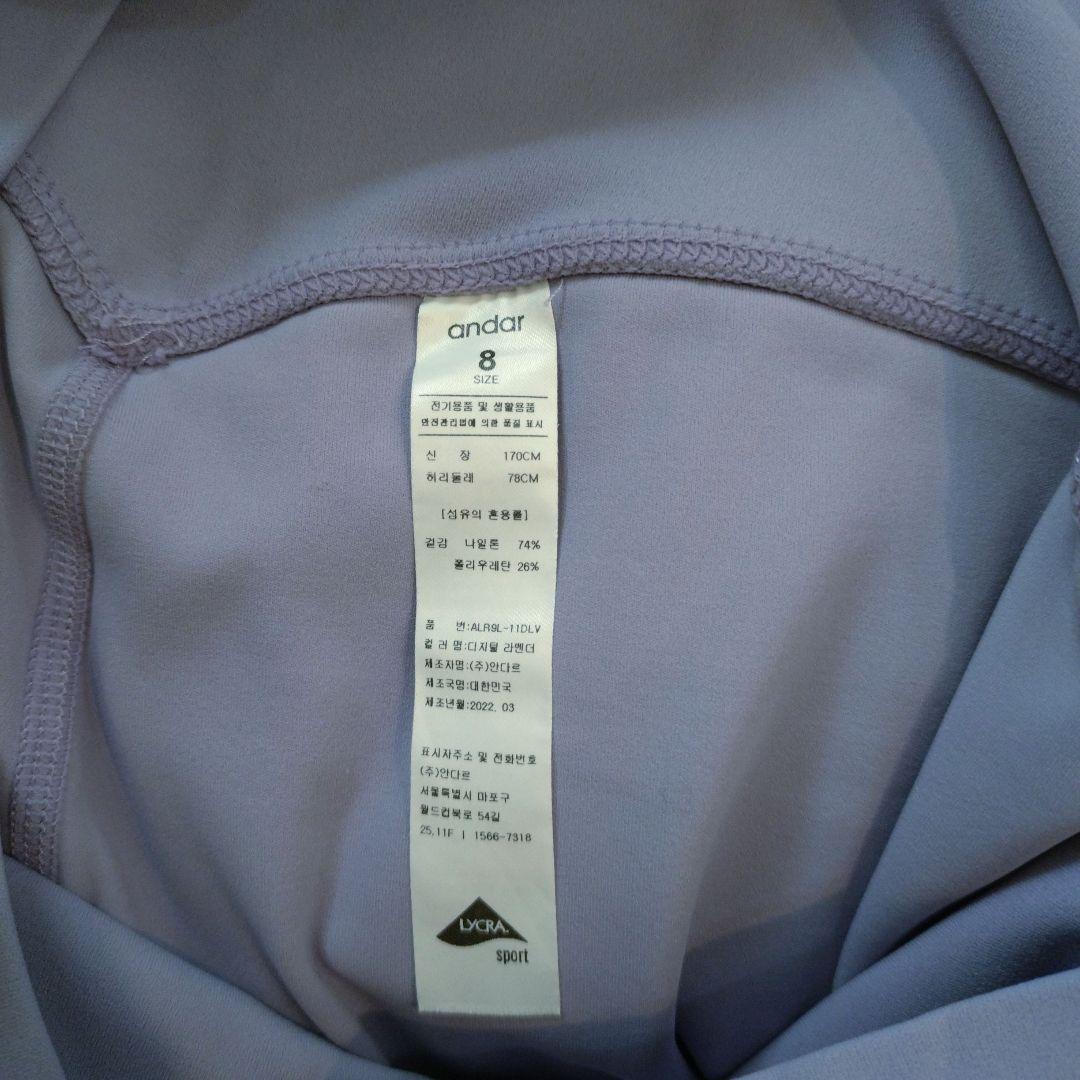 andar
8
SIZE
전기용품 및 생활용품
안전관리법에 의한 품질 표시
신 장 170CM
허리둘레 78CM
[섬유의 혼용률]
겉감 나일론 74%
폴리우레탄 26%
품 번:ALR9L-11DLV
컬 러 명:디지털 라벤더
제조자명:(주)안다르
제조국명:대한민국
제조년월:2022. 03
표시자주소 및 전화번호
(주)안다르
서울특별시 마포구
월드컵북로 54길
25,11F I 1566-7318
LYCRA.
sport